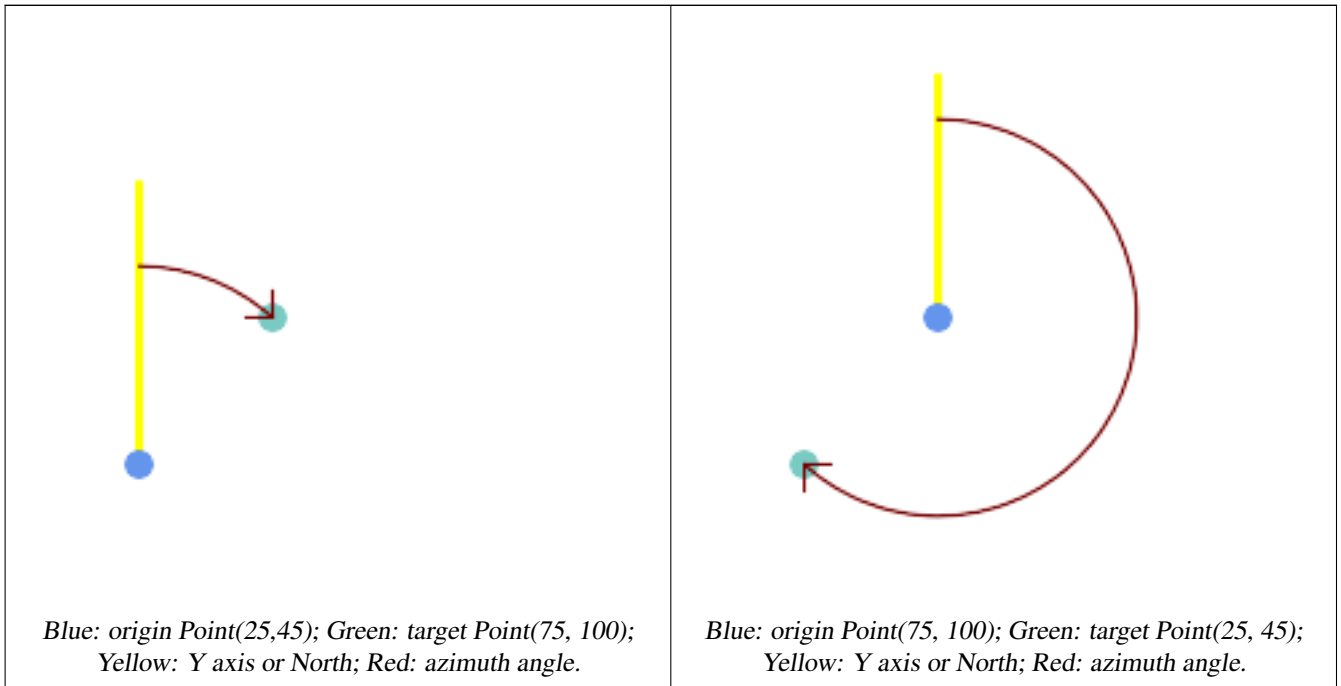 Blue: origin Point(25,45); Green: target Point(75, 100);
Yellow: Y axis or North; Red: azimuth angle.
Blue: origin Point(75, 100); Green: target Point(25, 45);
Yellow: Y axis or North; Red: azimuth angle.